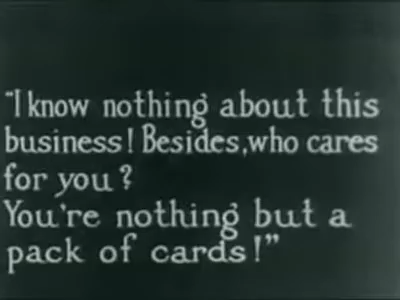 "I know nothing about this
business! Besides, who cares
for you?
You're nothing but a
pack of cards!"